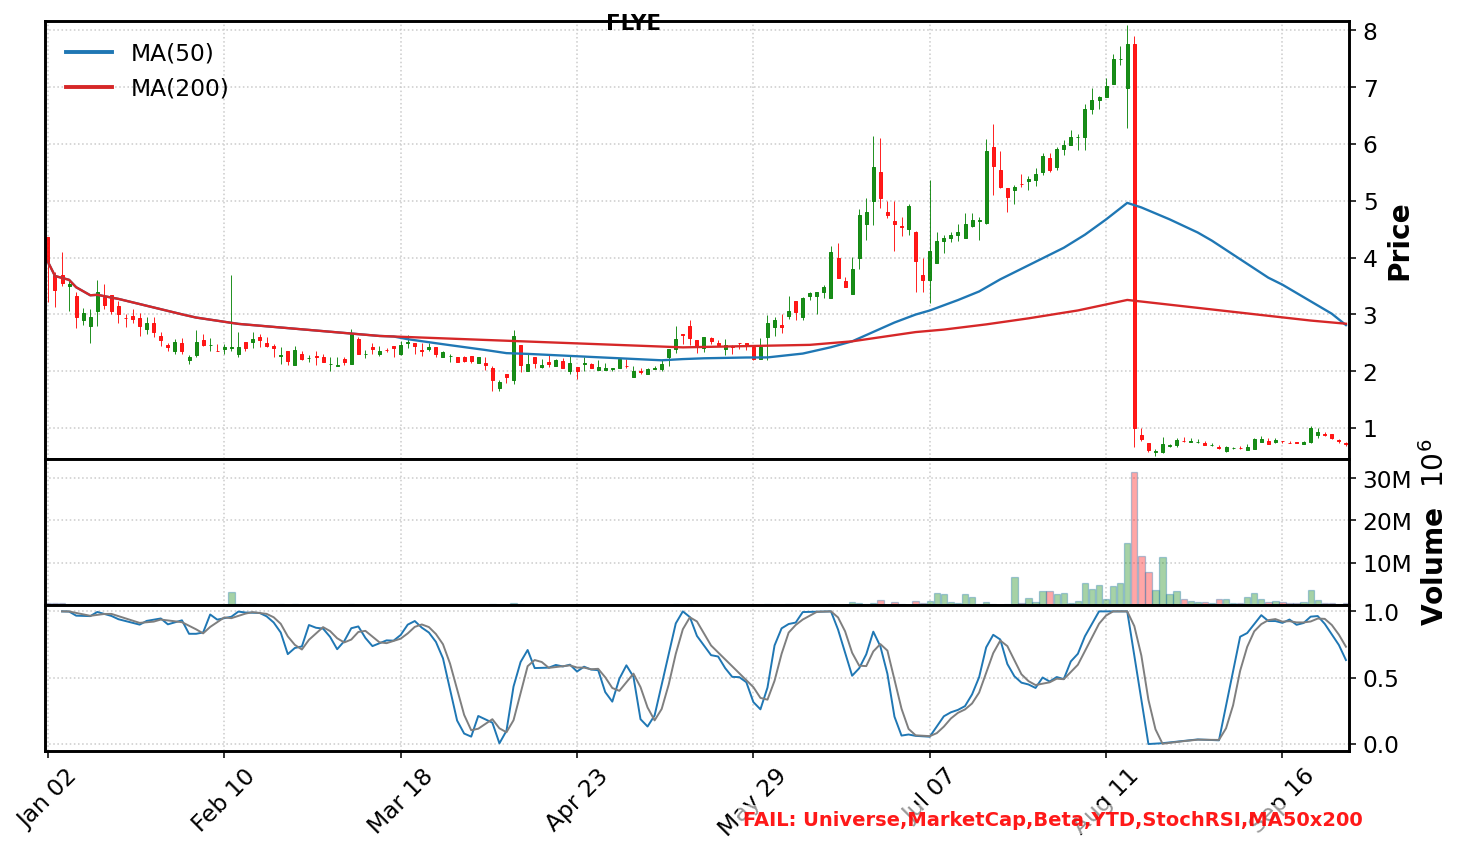 FLYE
MA(50)
MA(200)
8
7
6
5
4
3
2
1
Price
30M
20M
10M
Volume 10^6
1.0
0.5
0.0
Jan 02
Feb 10
Mar 18
Apr 23
May 29
Jul 07
Aug 11
Sep 16
FAIL: Universe,MarketCap,Beta,YTD,StochRSI,MA50x200